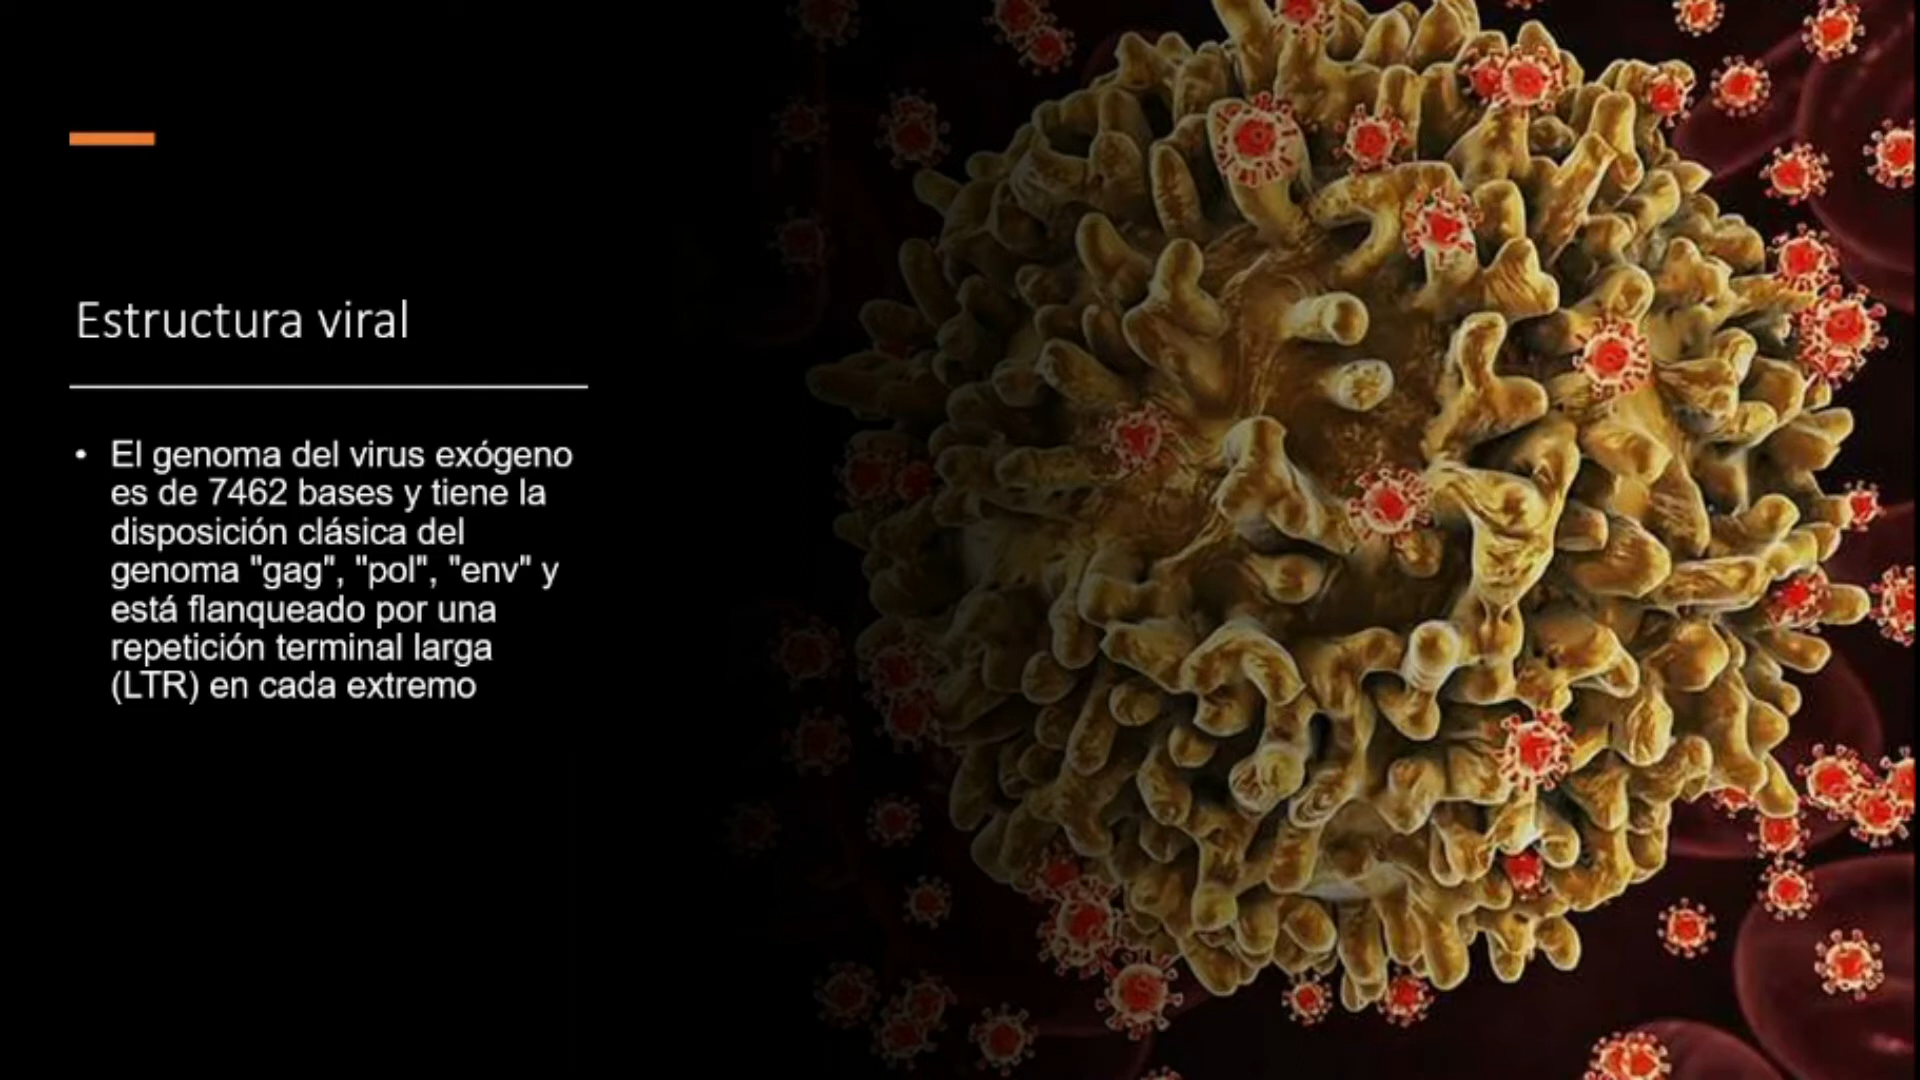 Estructura viral
• El genoma del virus exógeno
es de 7462 bases y tiene la
disposición clásica del
genoma "gag", "pol", "env" y
está flanqueado por una
repetición terminal larga
(LTR) en cada extremo